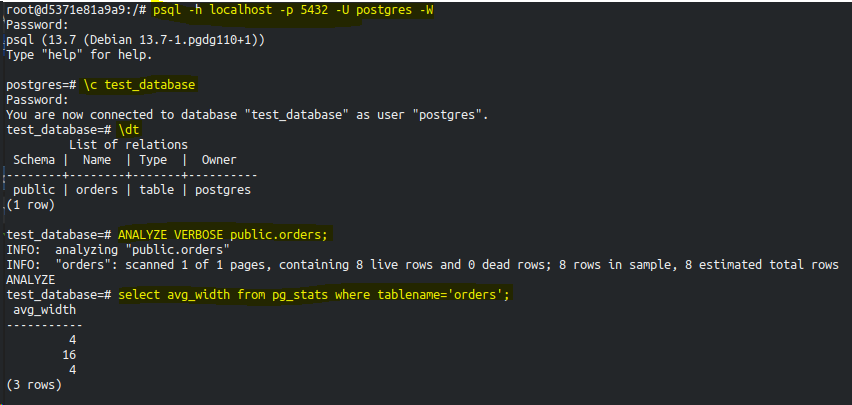 root@d5371e81a9a9:/# psql -h localhost -p 5432 -U postgres -W
Password:
psql (13.7 (Debian 13.7-1.pgdg110+1))
Type "help" for help.

postgres=# \c test_database
Password:
You are now connected to database "test_database" as user "postgres".
test_database=# \dt
         List of relations
 Schema |  Name  | Type  |  Owner
--------+--------+-------+----------
 public | orders | table | postgres
(1 row)

test_database=# ANALYZE VERBOSE public.orders;
INFO:  analyzing "public.orders"
INFO:  "orders": scanned 1 of 1 pages, containing 8 live rows and 0 dead rows; 8 rows in sample, 8 estimated total rows
ANALYZE
test_database=# select avg_width from pg_stats where tablename='orders';
 avg_width
-----------
         4
        16
         4
(3 rows)